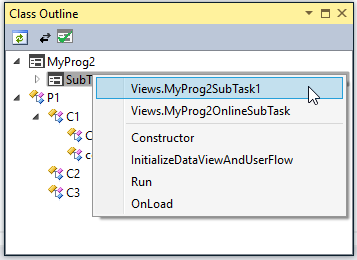 Class Outline
MyProg2
SubT
Views.MyProg2SubTask1
P1
Views.MyProg2OnlineSubTask
C1
C
Constructor
c
InitializeDataViewAndUserFlow
C2
Run
C3
OnLoad